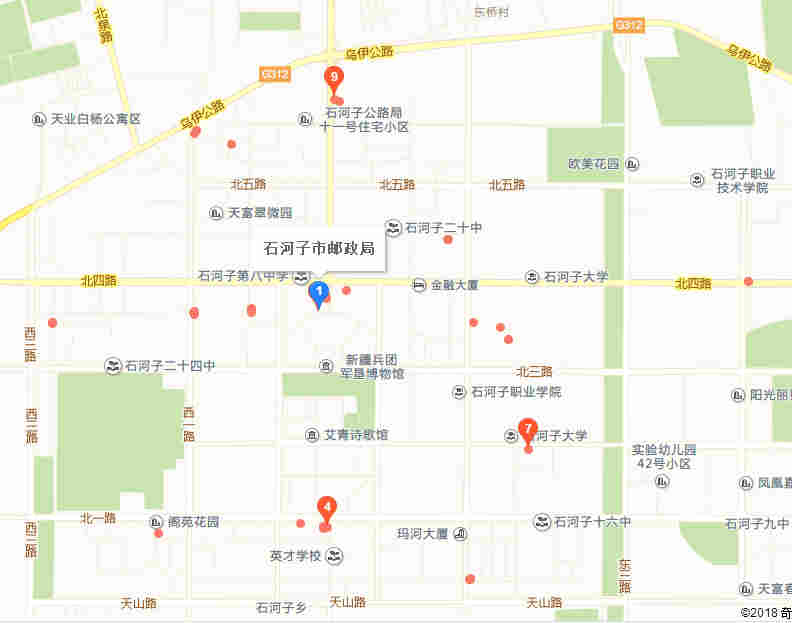 东桥村
G312
北泉路
乌伊公路
乌伊公路
G312
9
乌伊公路
天业白杨公寓区
石河子公路局
十一号住宅小区
欧美花园
石河子职业
技术学院
北五路
北五路
北五路
天富翠微园
石河子二十中
石河子市邮政局
石河子第八中学
石河子大学
北四路
金融大厦
北四路
1
西三路
新疆兵团
军垦博物馆
石河子二十四中
北三路
石河子职业学院
阳光丽
西三路
西一路
7
艾青诗歌馆
石河子大学
实验幼儿园
42号小区
凤凰嘉
4
北一路
阁苑花园
玛河大厦
石河子十六中
石河子九中
西三路
英才学校
东二路
天富春
天山路
石河子乡
天山路
天山路
©2018 奇